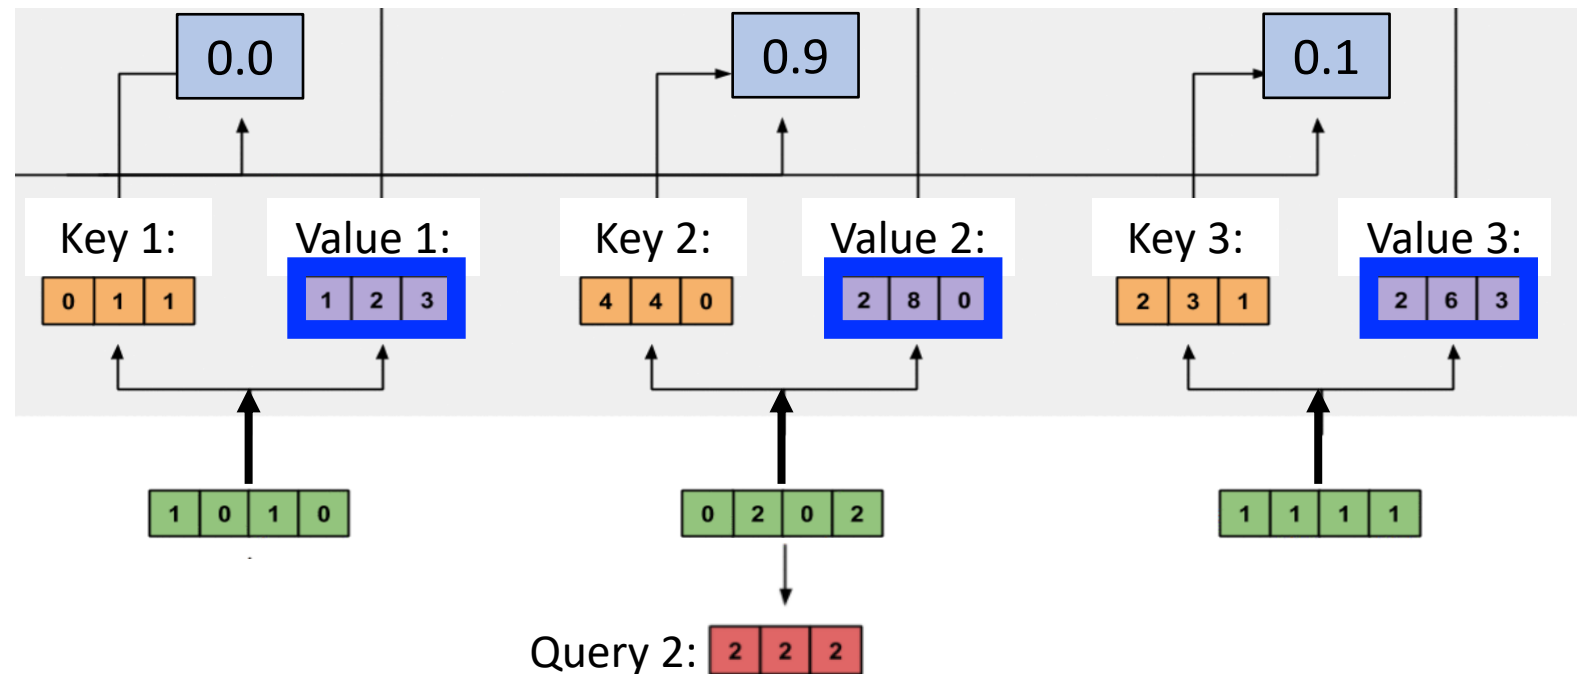 0.0 0.9 0.1
Key 1: Value 1: Key 2: Value 2: Key 3: Value 3:
0 1 1 1 2 3 4 4 0 2 8 0 2 3 1 2 6 3
1 0 1 0 0 2 0 2 1 1 1 1
Query 2: 2 2 2